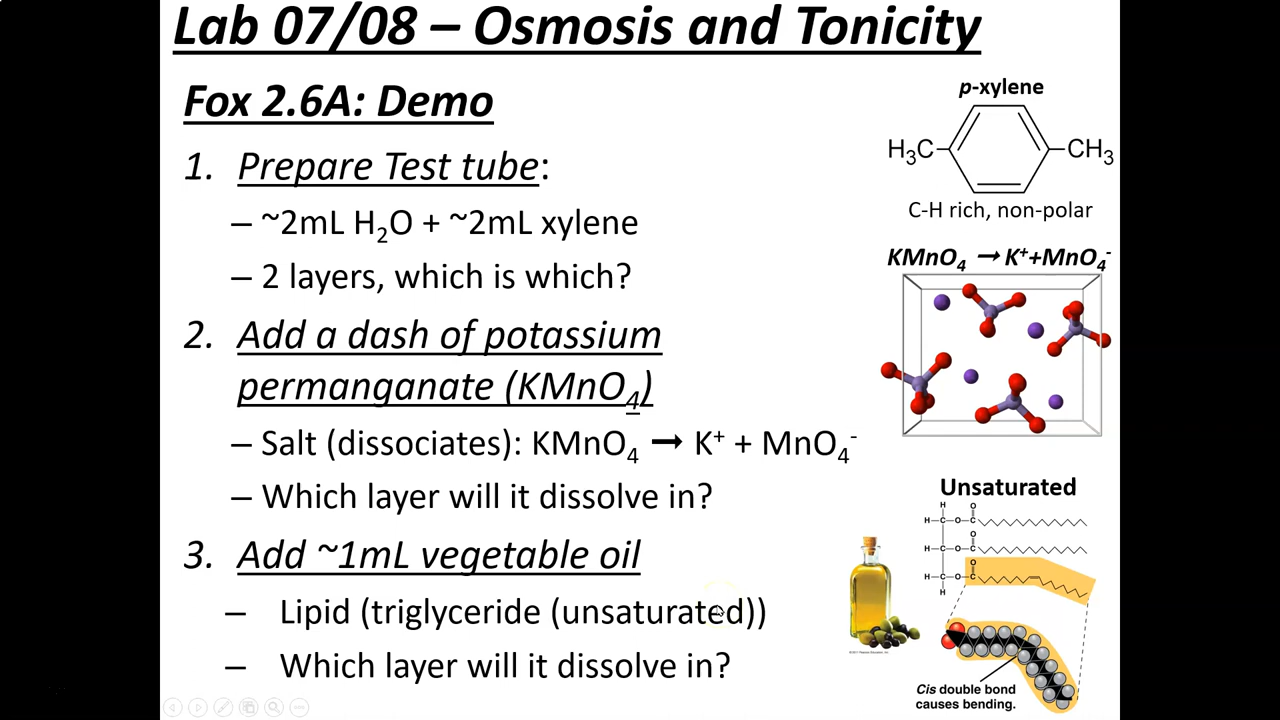 Lab 07/08 – Osmosis and Tonicity
Fox 2.6A: Demo
1. Prepare Test tube:
– ~2mL H₂O + ~2mL xylene
– 2 layers, which is which?
2. Add a dash of potassium
permanganate (KMnO₄)
– Salt (dissociates): KMnO₄ → K⁺ + MnO₄⁻
– Which layer will it dissolve in?
3. Add ~1mL vegetable oil
– Lipid (triglyceride (unsaturated))
– Which layer will it dissolve in?
p-xylene
H₃C CH₃
C-H rich, non-polar
KMnO₄ → K⁺+MnO₄⁻
Unsaturated
H O
H–C–O–C
O
H–C–O–C
O
H–C–O–C
H
Cis double bond
causes bending.